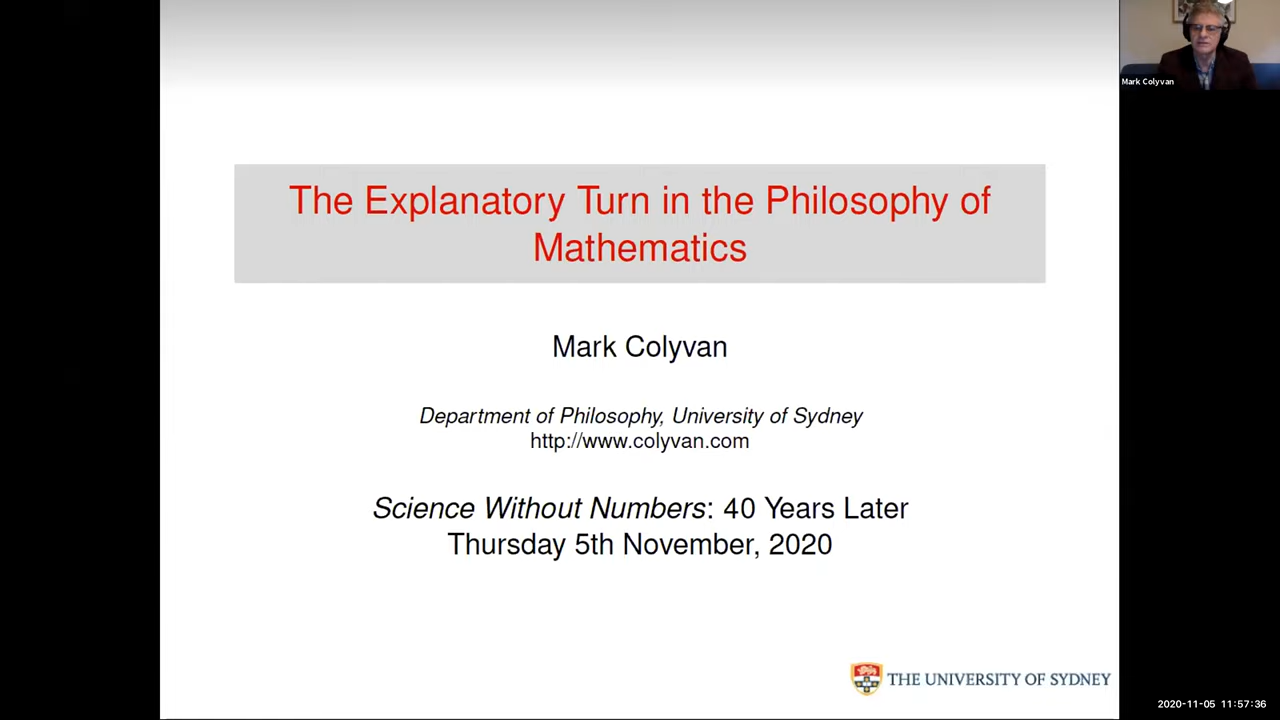 Mark Colyvan
The Explanatory Turn in the Philosophy of
Mathematics
Mark Colyvan
Department of Philosophy, University of Sydney
http://www.colyvan.com
Science Without Numbers: 40 Years Later
Thursday 5th November, 2020
THE UNIVERSITY OF SYDNEY
2020-11-05 11:57:36